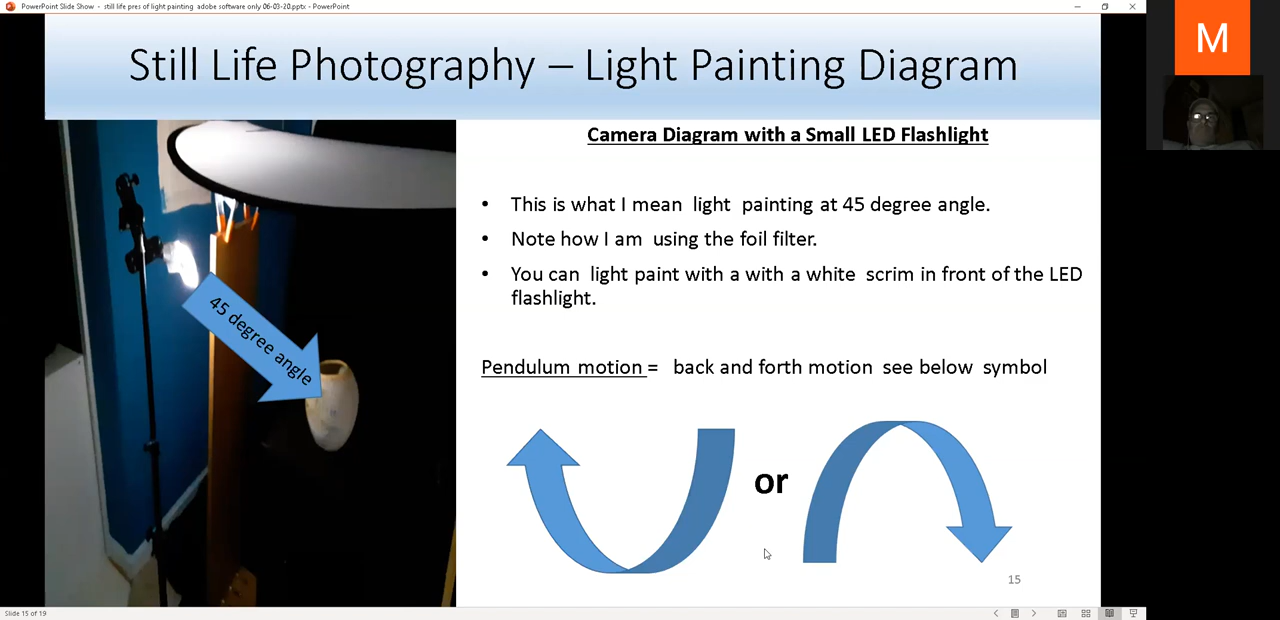 PowerPoint Slide Show - still life pres of light painting adobe software only 06-03-20.pptx - PowerPoint
M
Still Life Photography – Light Painting Diagram
Camera Diagram with a Small LED Flashlight
• This is what I mean light painting at 45 degree angle.
• Note how I am using the foil filter.
• You can light paint with a with a white scrim in front of the LED
flashlight.
45 degree angle
Pendulum motion = back and forth motion see below symbol
or
15
Slide 15 of 19